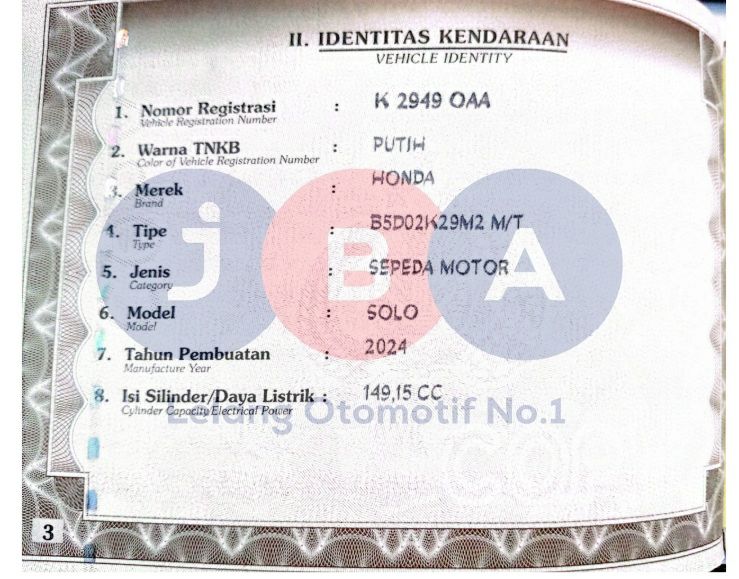 II. IDENTITAS KENDARAAN
VEHICLE IDENTITY
1. Nomor Registrasi : K 2949 OAA
Vehicle Registration Number
2. Warna TNKB : PUTIH
Color of Vehicle Registration Number
3. Merek : HONDA
Brand
4. Tipe : B5D02K29M2 M/T
Type
5. Jenis : SEPEDA MOTOR
Category
6. Model : SOLO
Model
7. Tahun Pembuatan : 2024
Manufacture Year
8. Isi Silinder/Daya Listrik : 149,15 CC
Cylinder Capacity/Electrical Power
JBA
Lelang Otomotif No.1
3